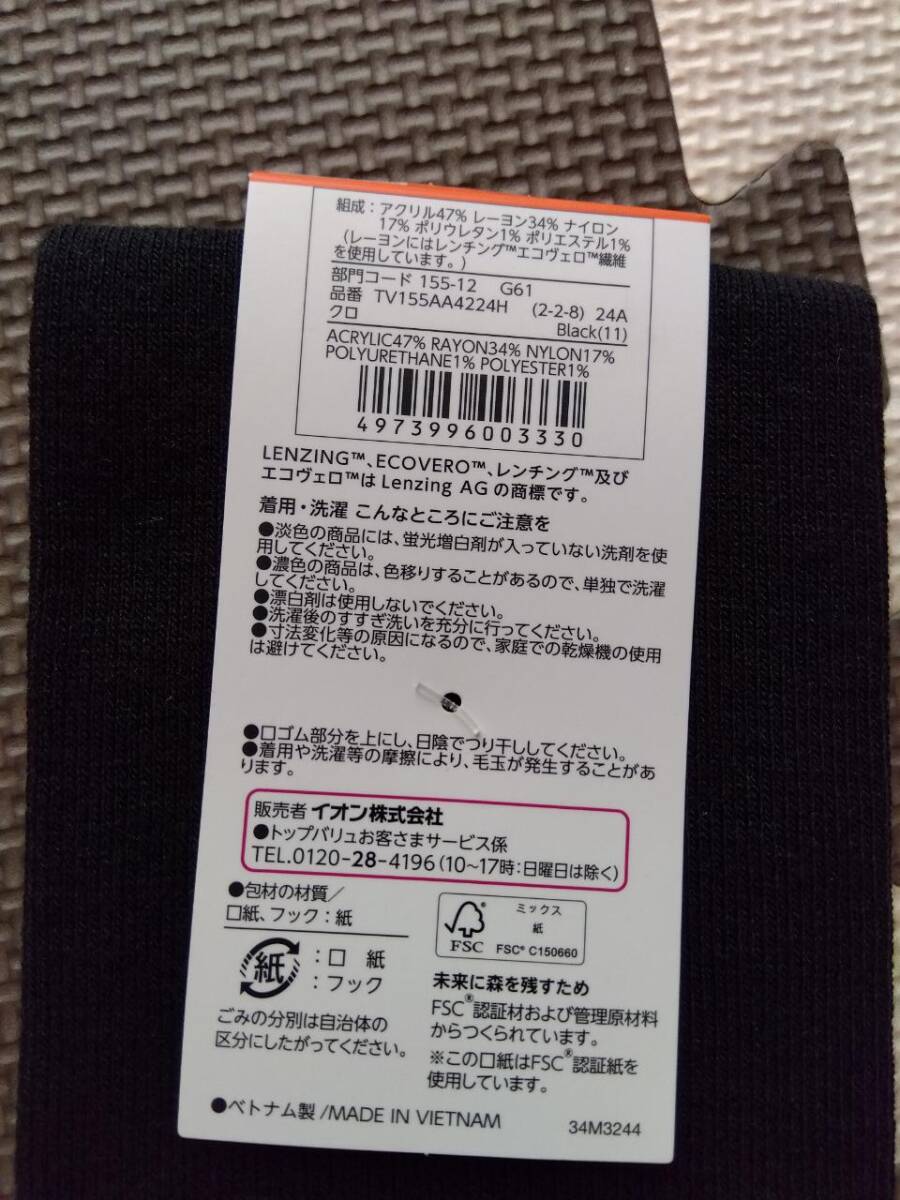 組成：アクリル47% レーヨン34% ナイロン
17% ポリウレタン1% ポリエステル1%
(レーヨンにはレンチング™エコヴェロ™繊維
を使用しています。)
部門コード 155-12 G61
品番 TV155AA4224H (2-2-8) 24A
クロ Black(11)
ACRYLIC47% RAYON34% NYLON17%
POLYURETHANE1% POLYESTER1%
4973996003330
LENZING™、ECOVERO™、レンチング™及び
エコヴェロ™は Lenzing AG の商標です。
着用・洗濯 こんなところにご注意を
●淡色の商品には、蛍光増白剤が入っていない洗剤を使
用してください。
●濃色の商品は、色移りすることがあるので、単独で洗濯
してください。
●漂白剤は使用しないでください。
●洗濯後のすすぎ洗いを充分に行ってください。
●寸法変化等の原因になるので、家庭での乾燥機の使用
は避けてください。
●口ゴム部分を上にし、日陰でつり干ししてください。
●着用や洗濯等の摩擦により、毛玉が発生することがあ
ります。
販売者 イオン株式会社
●トップバリュお客さまサービス係
TEL.0120-28-4196（10〜17時：日曜日は除く）
●包材の材質／
口紙、フック：紙
紙
：口 紙
：フック
ごみの分別は自治体の
区分にしたがってください。
FSC
ミックス
紙
FSC® C150660
未来に森を残すため
FSC®認証材および管理原材料
からつくられています。
※この口紙はFSC®認証紙を
使用しています。
●ベトナム製 /MADE IN VIETNAM
34M3244